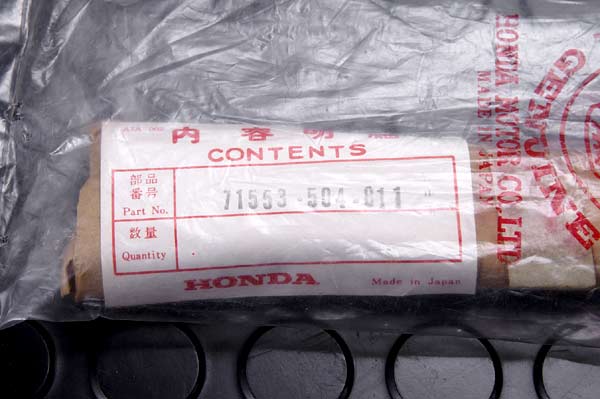 内容明
CONTENTS
部品
番号
Part No.
71553-504-011
数量
Quantity
HONDA
Made in Japan
HONDA MOTOR CO., LTD
MADE IN JAPAN
GENUINE